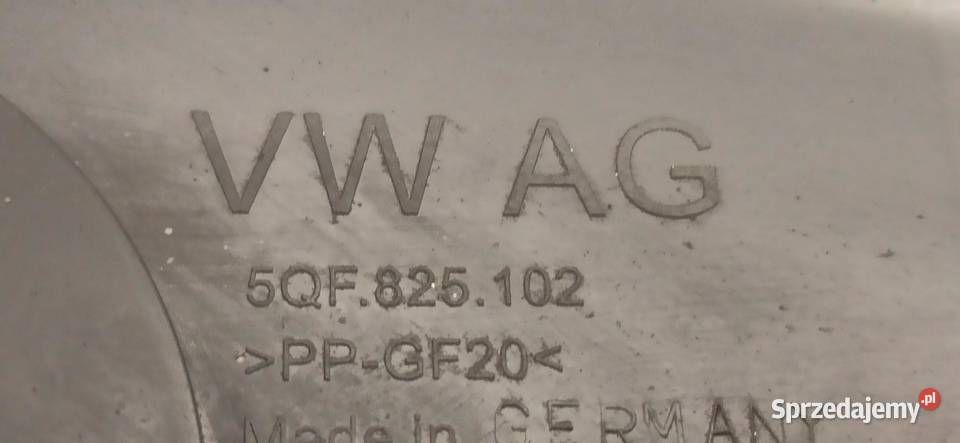 VW AG
5QF.825.102
>PP-GF20<
Made in GERMANY
Sprzedajemy.pl